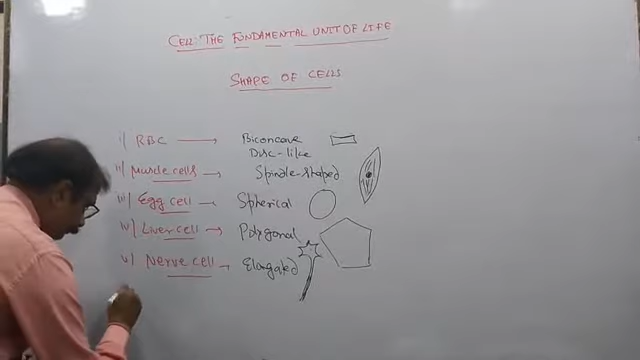 CELL: THE FUNDAMENTAL UNIT OF LIFE
SHAPE OF CELLS
i) RBC → Biconcave
Disc-like
ii) Muscle cells → Spindle-shaped
iii) Egg cell → Spherical
iv) Liver cell → Polygonal
v) Nerve cell → Elongated